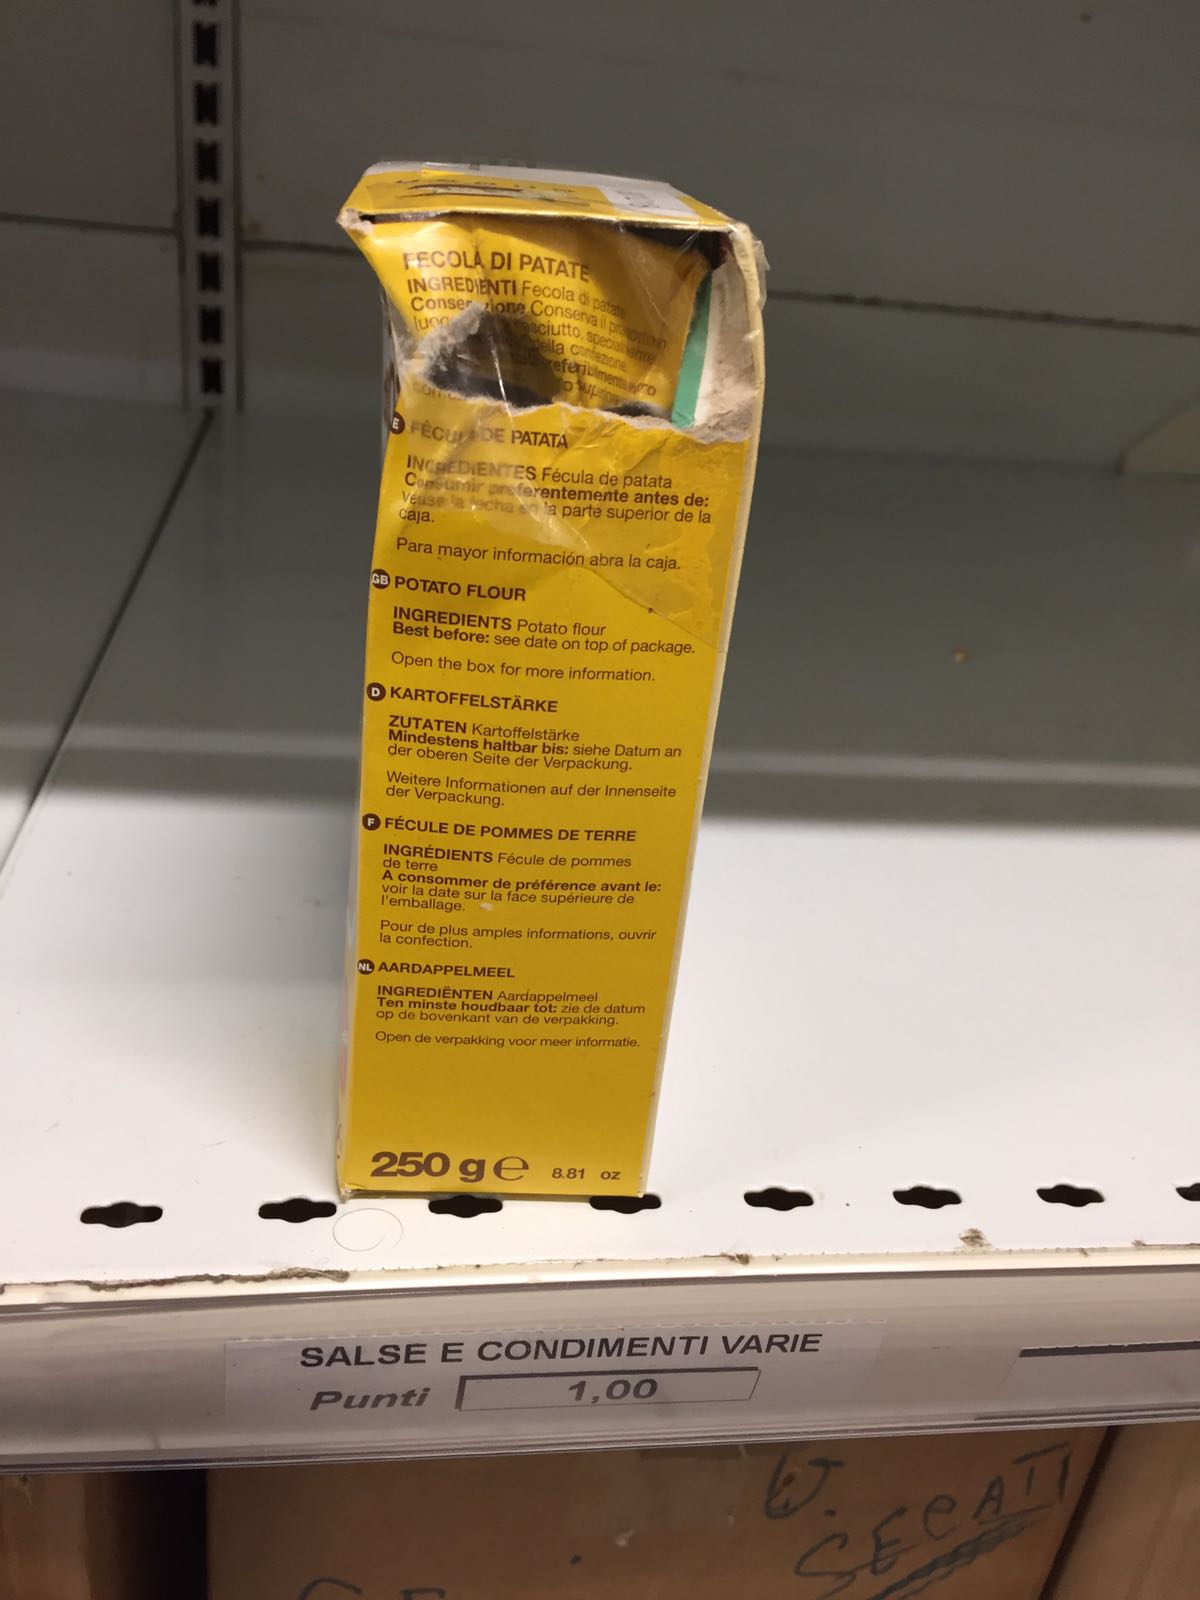 FECOLA DI PATATE
INGREDIENTI Fecola di patate
Conservazione Conserva il prodotto in
asciutto, specialmente
della confezione
E FÉCULA DE PATATA
INGREDIENTES Fécula de patata
Consumir preferentemente antes de:
Véase la fecha en la parte superior de la
caja.
Para mayor información abra la caja.
GB POTATO FLOUR
INGREDIENTS Potato flour
Best before: see date on top of package.
Open the box for more information.
D KARTOFFELSTÄRKE
ZUTATEN Kartoffelstärke
Mindestens haltbar bis: siehe Datum an
der oberen Seite der Verpackung.
Weitere Informationen auf der Innenseite
der Verpackung.
F FÉCULE DE POMMES DE TERRE
INGRÉDIENTS Fécule de pommes
de terre
A consommer de préférence avant le:
voir la date sur la face supérieure de
l'emballage.
Pour de plus amples informations, ouvrir
la confection.
NL AARDAPPELMEEL
INGREDIËNTEN Aardappelmeel
Ten minste houdbaar tot: zie de datum
op de bovenkant van de verpakking.
Open de verpakking voor meer informatie.
250 g e 8.81 oz
SALSE E CONDIMENTI VARIE
Punti 1,00
SECCATI